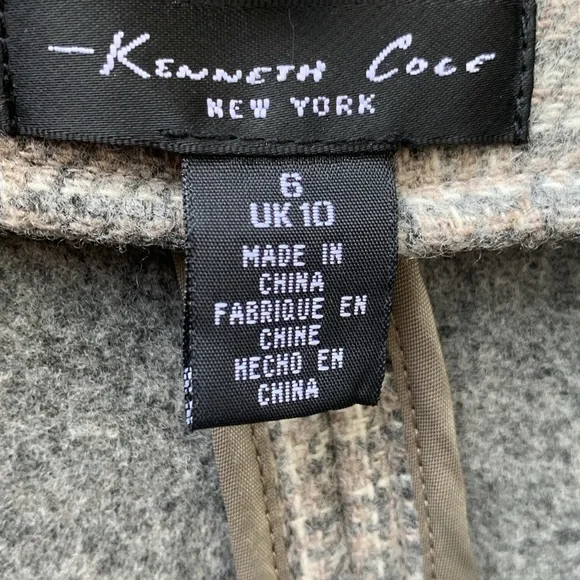 Kenneth Cole
NEW YORK
6
UK 10
MADE IN
CHINA
FABRIQUE EN
CHINE
HECHO EN
CHINA